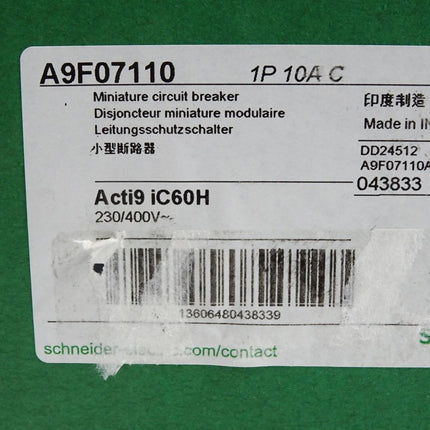 A9F07110 1P 10A C
Miniature circuit breaker
Disjoncteur miniature modulaire
Leitungsschutzschalter
小型断路器
印度制造
Made in
DD24512
A9F07110A
043833
Acti9 iC60H
230/400V~
13606480438339
schneider-electric.com/contact
S